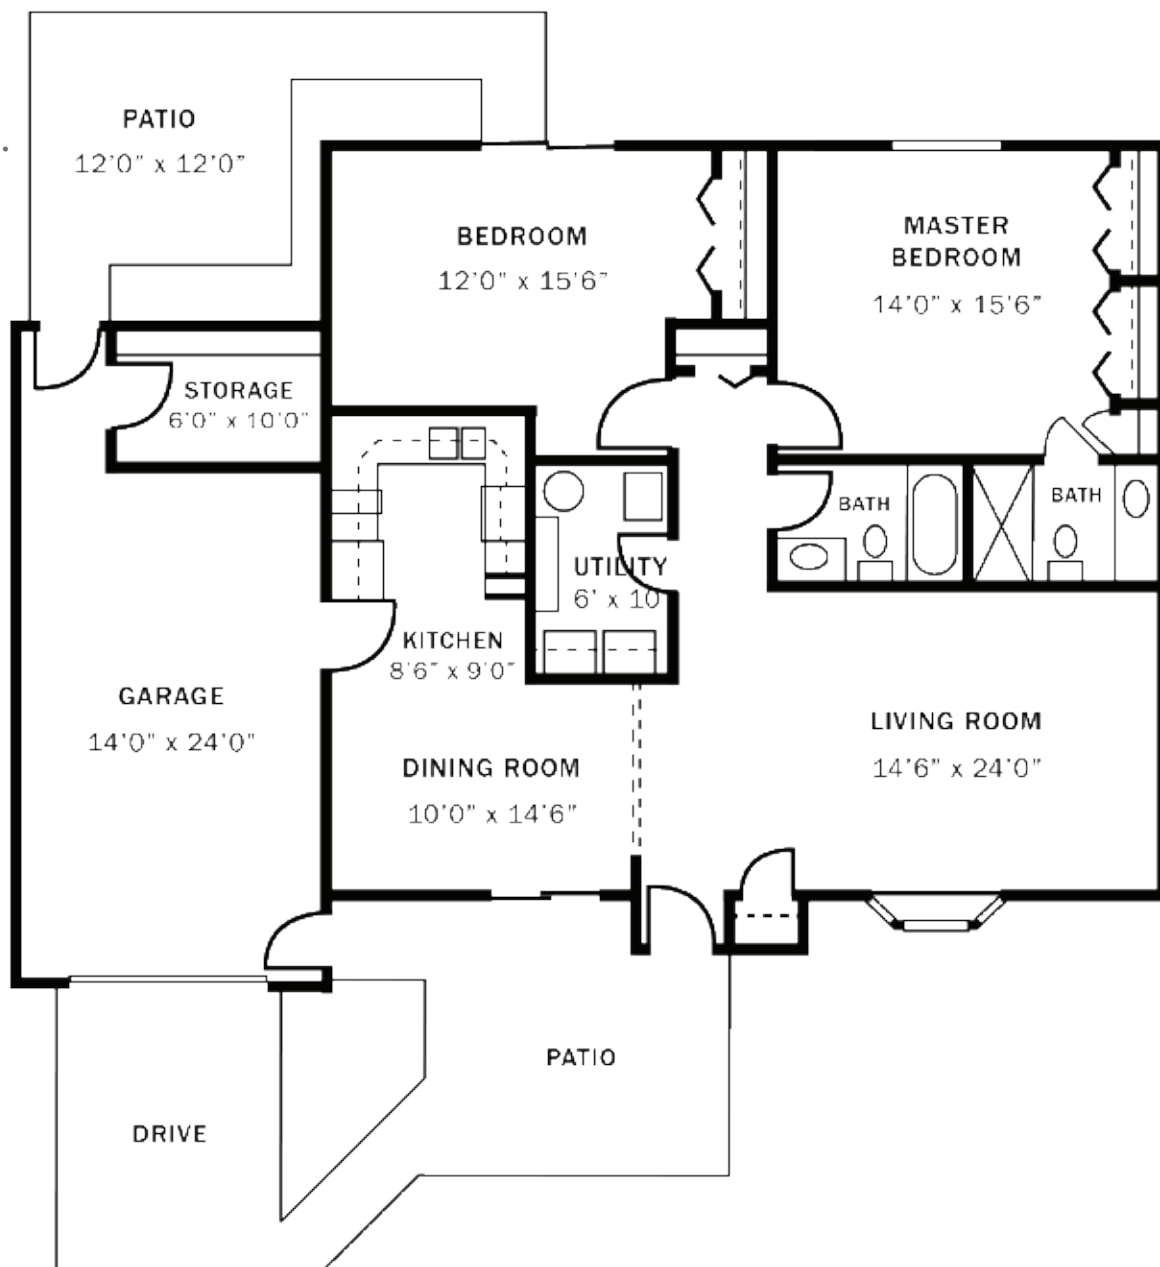 PATIO
12'0" x 12'0"
BEDROOM
12'0" x 15'6"
MASTER
BEDROOM
14'0" x 15'6"
STORAGE
6'0" x 10'0"
BATH
BATH
UTILITY
6' x 10
KITCHEN
8'6" x 9'0"
GARAGE
14'0" x 24'0"
DINING ROOM
10'0" x 14'6"
LIVING ROOM
14'6" x 24'0"
PATIO
DRIVE